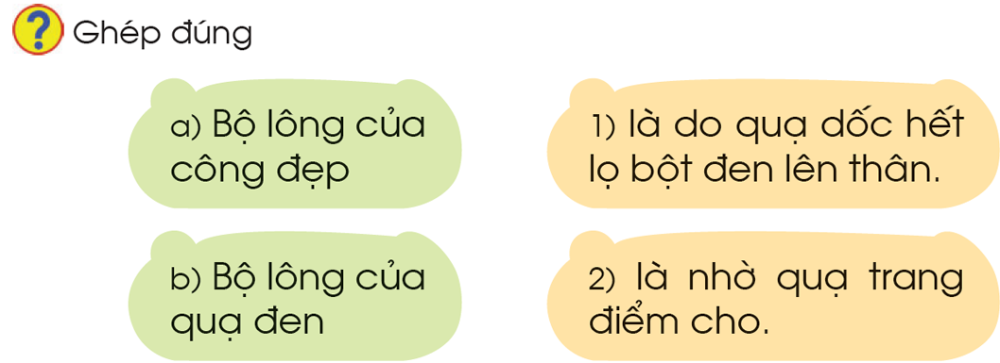 ? Ghép đúng
a) Bộ lông của
công đẹp
1) là do quạ dốc hết
lọ bột đen lên thân.
b) Bộ lông của
quạ đen
2) là nhờ quạ trang
điểm cho.